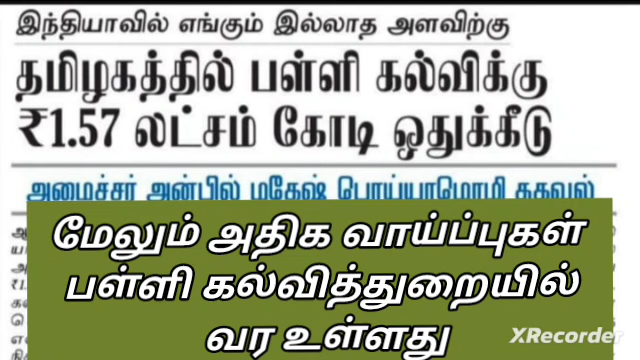 இந்தியாவில் எங்கும் இல்லாத அளவிற்கு
தமிழகத்தில் பள்ளி கல்விக்கு
₹1.57 லட்சம் கோடி ஒதுக்கீடு
அமைச்சர் அன்பில் மகேஷ் பொய்யாமொழி தகவல்
மேலும் அதிக வாய்ப்புகள்
பள்ளி கல்வித்துறையில்
வர உள்ளது
XRecorder